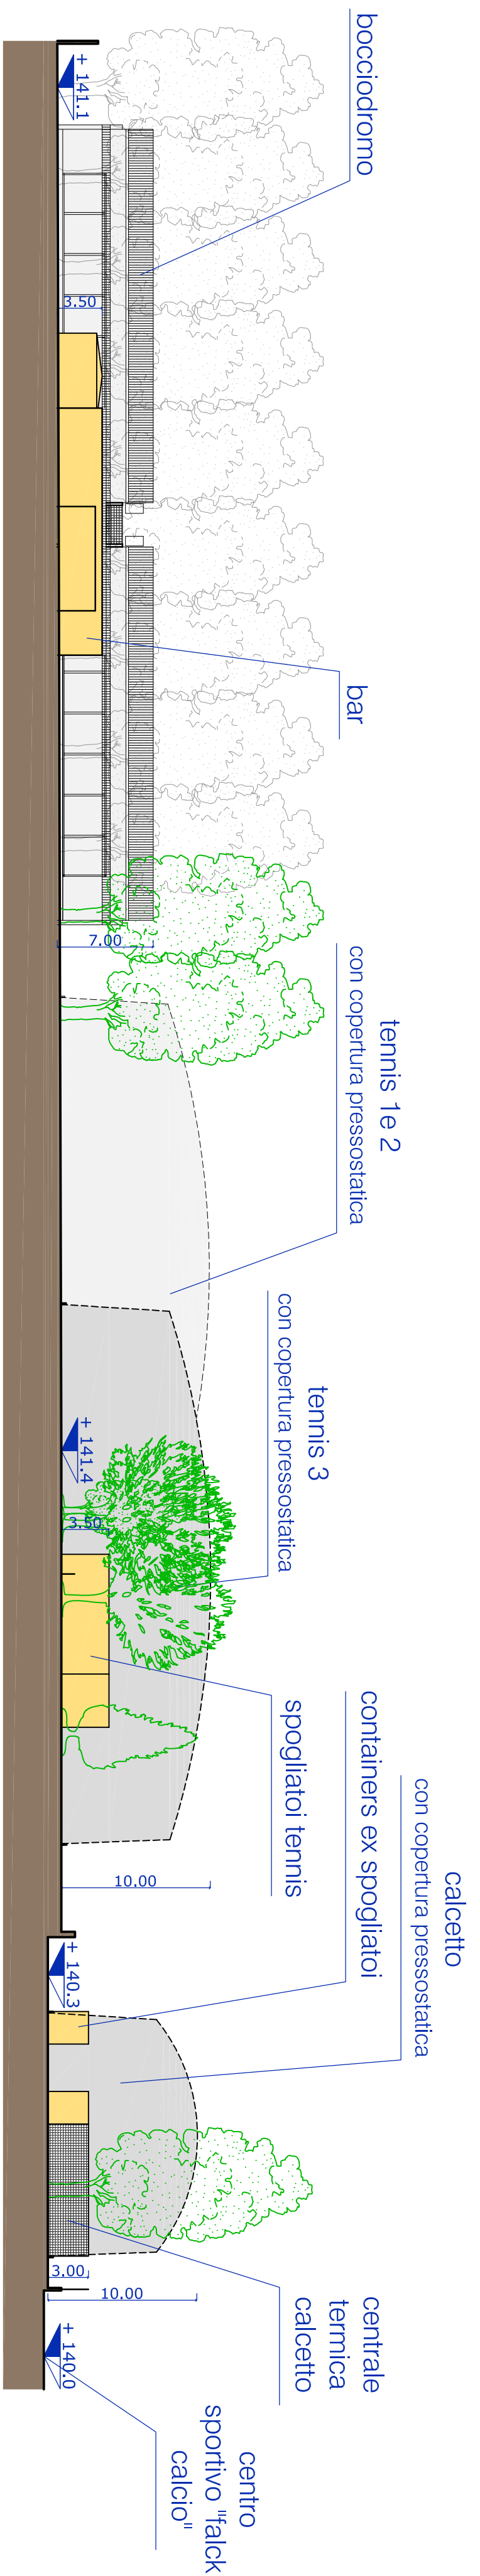 bocciodromo
+ 141.1
3.50
bar
7.00
tennis 1e 2
con copertura pressostatica
tennis 3
con copertura pressostatica
+ 141.4
3.50
spogliatoi tennis
10.00
containers ex spogliatoi
calcetto
con copertura pressostatica
+ 140.3
3.00
10.00
centrale
termica
calcetto
+ 140.0
centro
sportivo "falck
calcio"